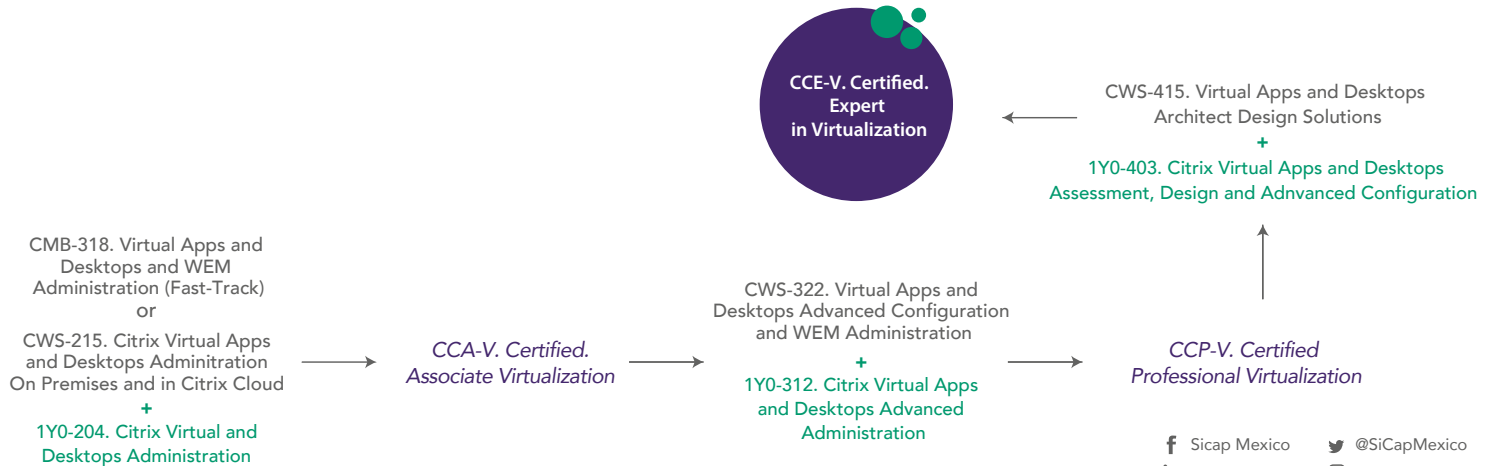 CCE-V. Certified.
Expert
in Virtualization
CWS-415. Virtual Apps and Desktops
Architect Design Solutions
+
1Y0-403. Citrix Virtual Apps and Desktops
Assessment, Design and Adnvanced Configuration
CMB-318. Virtual Apps and
Desktops and WEM
Administration (Fast-Track)
or
CWS-215. Citrix Virtual Apps
and Desktops Adminitration
On Premises and in Citrix Cloud
+
1Y0-204. Citrix Virtual and
Desktops Administration
CCA-V. Certified.
Associate Virtualization
CWS-322. Virtual Apps and
Desktops Advanced Configuration
and WEM Administration
+
1Y0-312. Citrix Virtual Apps
and Desktops Advanced
Administration
CCP-V. Certified
Professional Virtualization
Sicap Mexico
@SiCapMexico